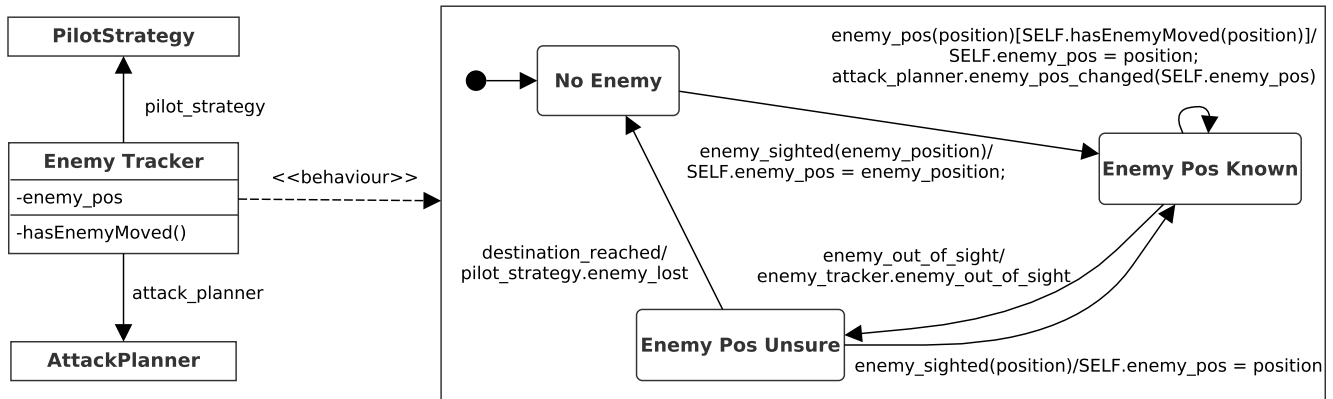 PilotStrategy
pilot_strategy
Enemy Tracker
-enemy_pos
-hasEnemyMoved()
<<behaviour>>
attack_planner
AttackPlanner
No Enemy
enemy_pos(position)[SELF.hasEnemyMoved(position)]/
SELF.enemy_pos = position;
attack_planner.enemy_pos_changed(SELF.enemy_pos)
enemy_sighted(enemy_position)/
SELF.enemy_pos = enemy_position;
Enemy Pos Known
destination_reached/
pilot_strategy.enemy_lost
enemy_out_of_sight/
enemy_tracker.enemy_out_of_sight
Enemy Pos Unsure
enemy_sighted(position)/SELF.enemy_pos = position